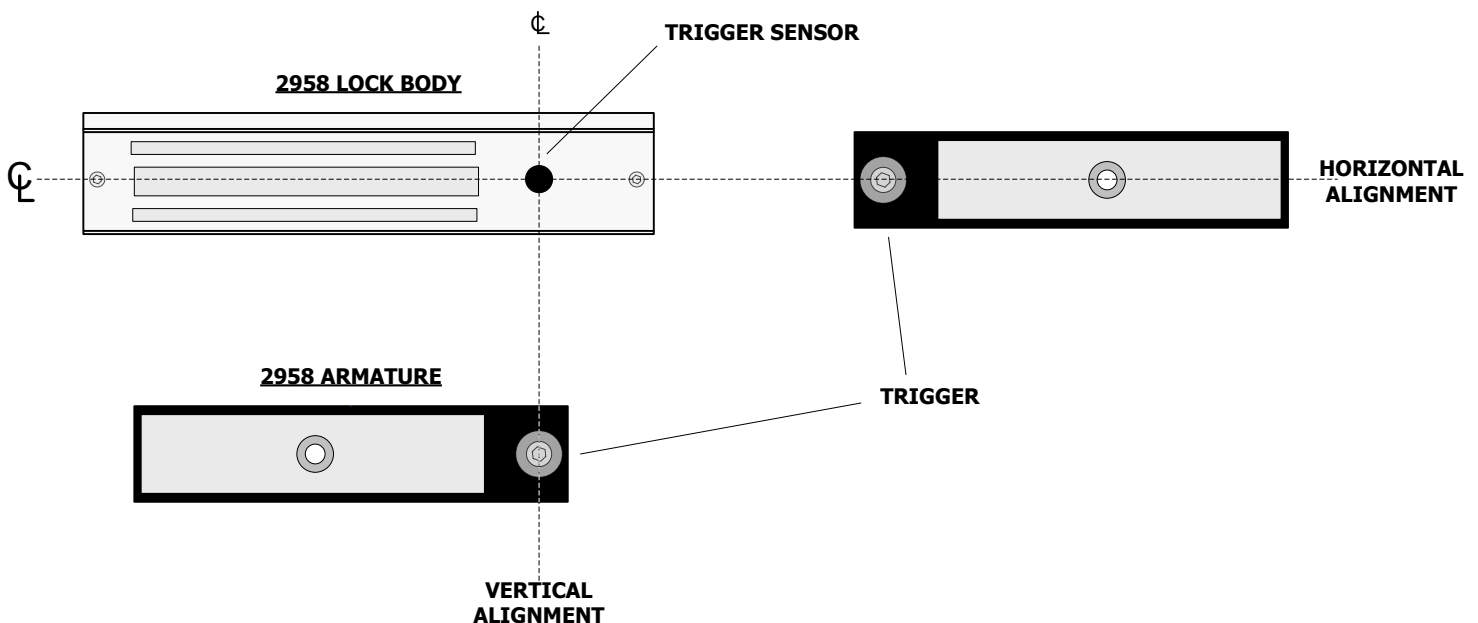 ℄
TRIGGER SENSOR
2958 LOCK BODY
℄
HORIZONTAL
ALIGNMENT
2958 ARMATURE
TRIGGER
VERTICAL
ALIGNMENT